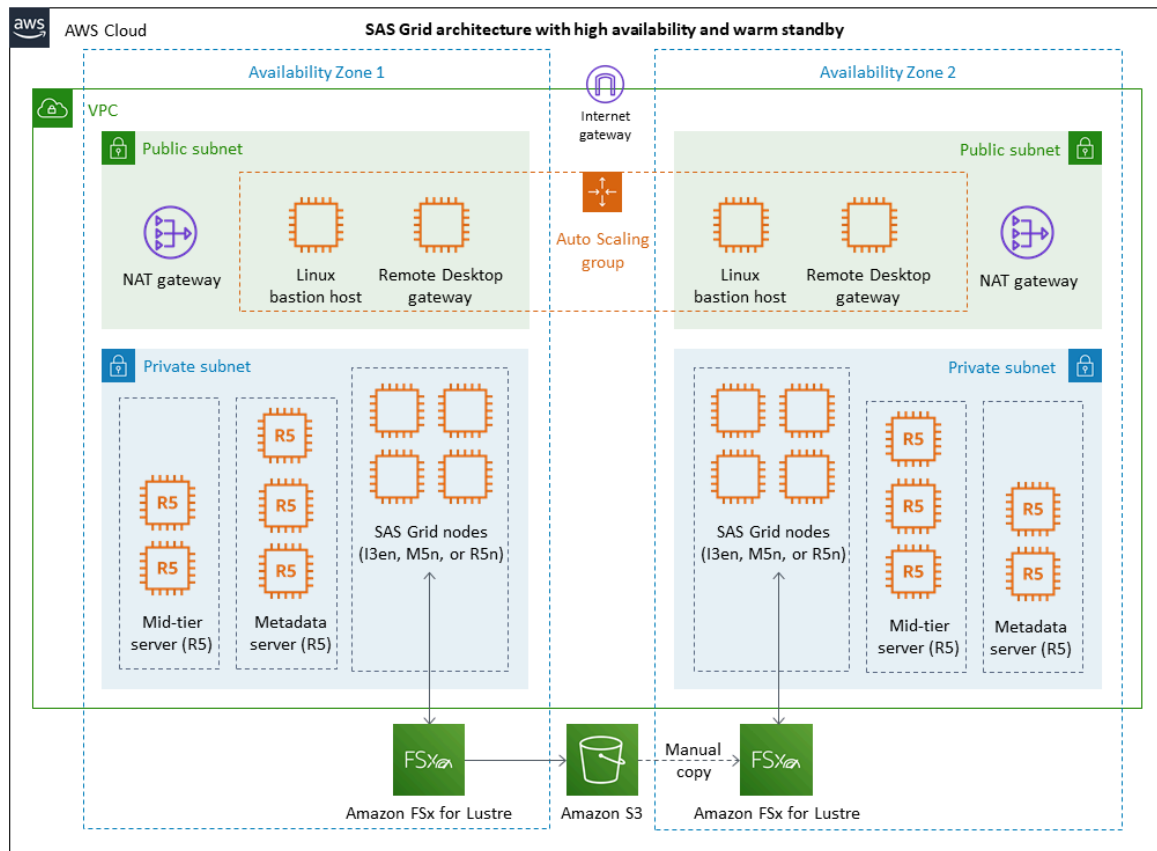 aws
AWS Cloud
SAS Grid architecture with high availability and warm standby
Availability Zone 1
Availability Zone 2
Internet
gateway
VPC
Public subnet
Public subnet
NAT gateway
Linux
bastion host
Remote Desktop
gateway
Auto Scaling
group
Linux
bastion host
Remote Desktop
gateway
NAT gateway
Private subnet
R5
R5
Mid-tier
server (R5)
R5
R5
R5
Metadata
server (R5)
SAS Grid nodes
(I3en, M5n, or R5n)
Private subnet
SAS Grid nodes
(I3en, M5n, or R5n)
R5
R5
R5
Mid-tier
server (R5)
R5
R5
Metadata
server (R5)
FSx
Amazon FSx for Lustre
Amazon S3
Manual
copy
FSx
Amazon FSx for Lustre